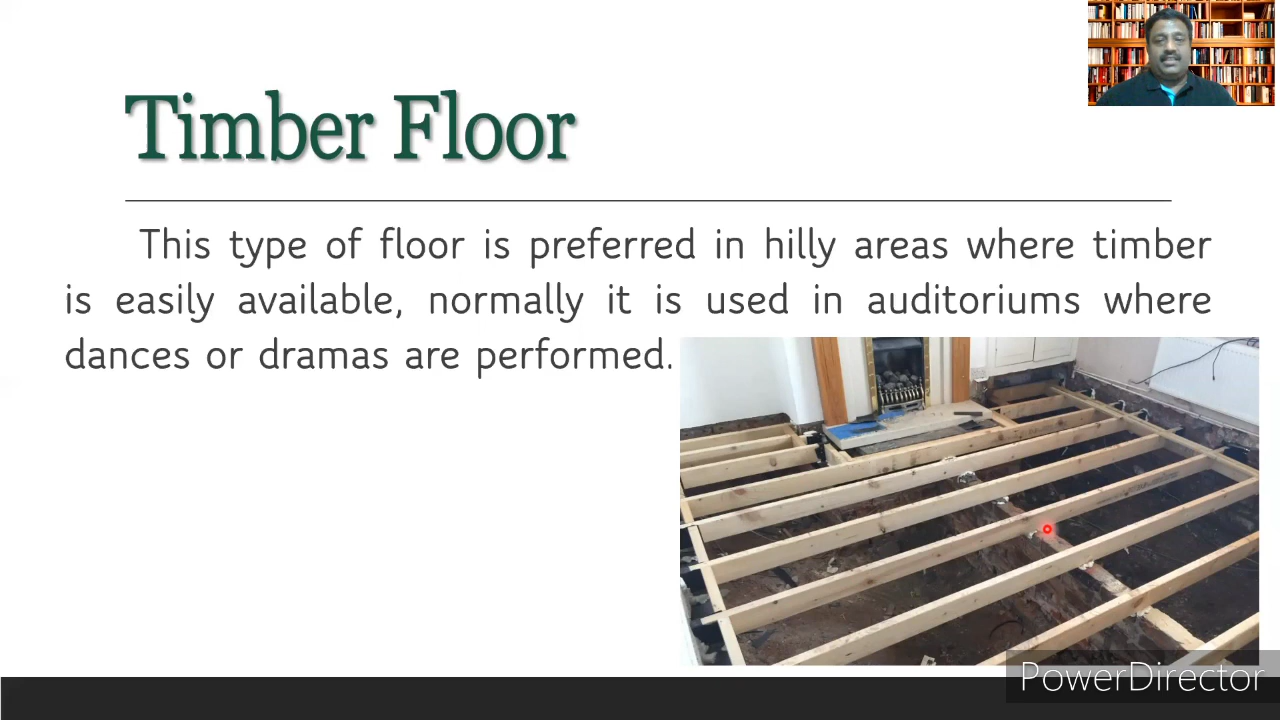 Timber Floor
This type of floor is preferred in hilly areas where timber
is easily available, normally it is used in auditoriums where
dances or dramas are performed.
PowerDirector